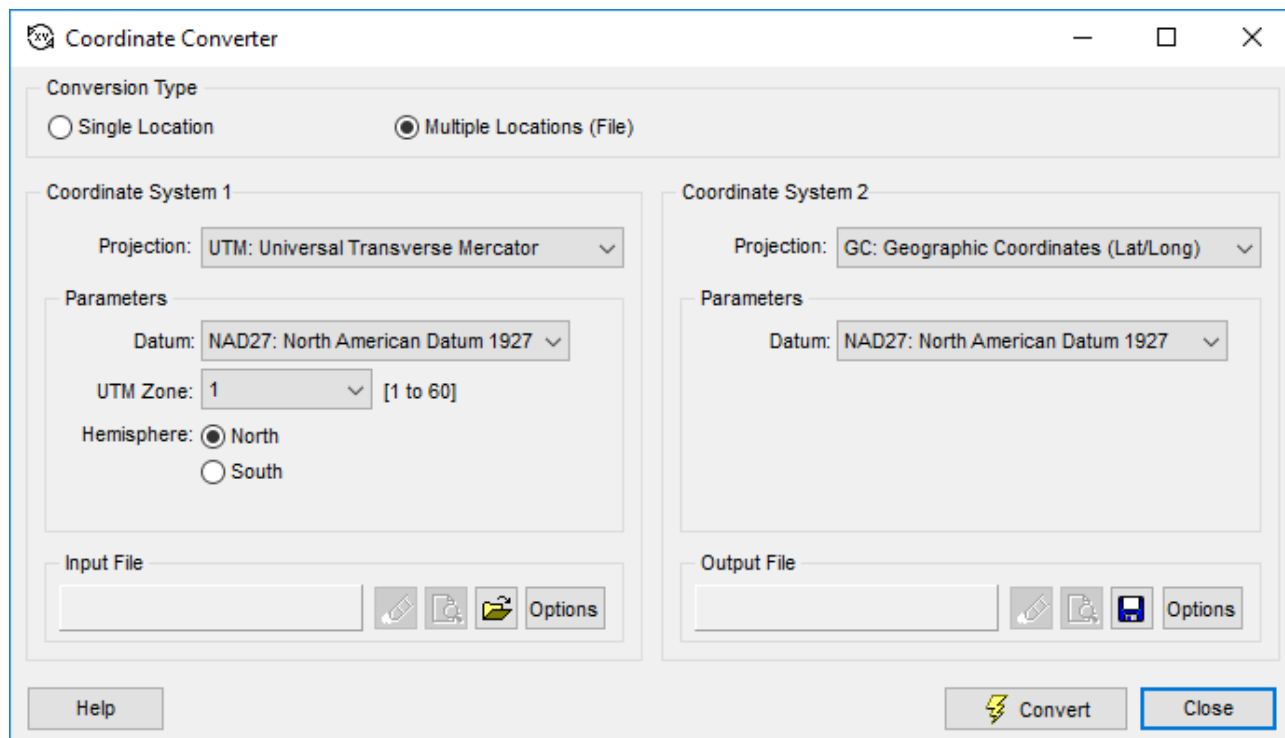 Coordinate Converter
Conversion Type
Single Location
Multiple Locations (File)
Coordinate System 1
Projection: UTM: Universal Transverse Mercator
Parameters
Datum: NAD27: North American Datum 1927
UTM Zone: 1 [1 to 60]
Hemisphere: North
South
Input File
Options
Coordinate System 2
Projection: GC: Geographic Coordinates (Lat/Long)
Parameters
Datum: NAD27: North American Datum 1927
Output File
Options
Help
Convert
Close